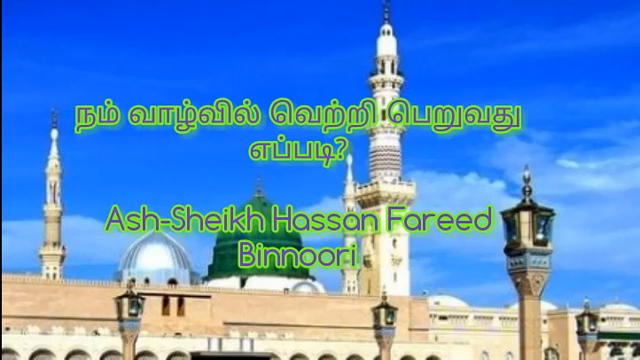 நம் வாழ்வில் வெற்றி பெறுவது
எப்படி?
Ash-Sheikh Hassan Fareed
Binnoori